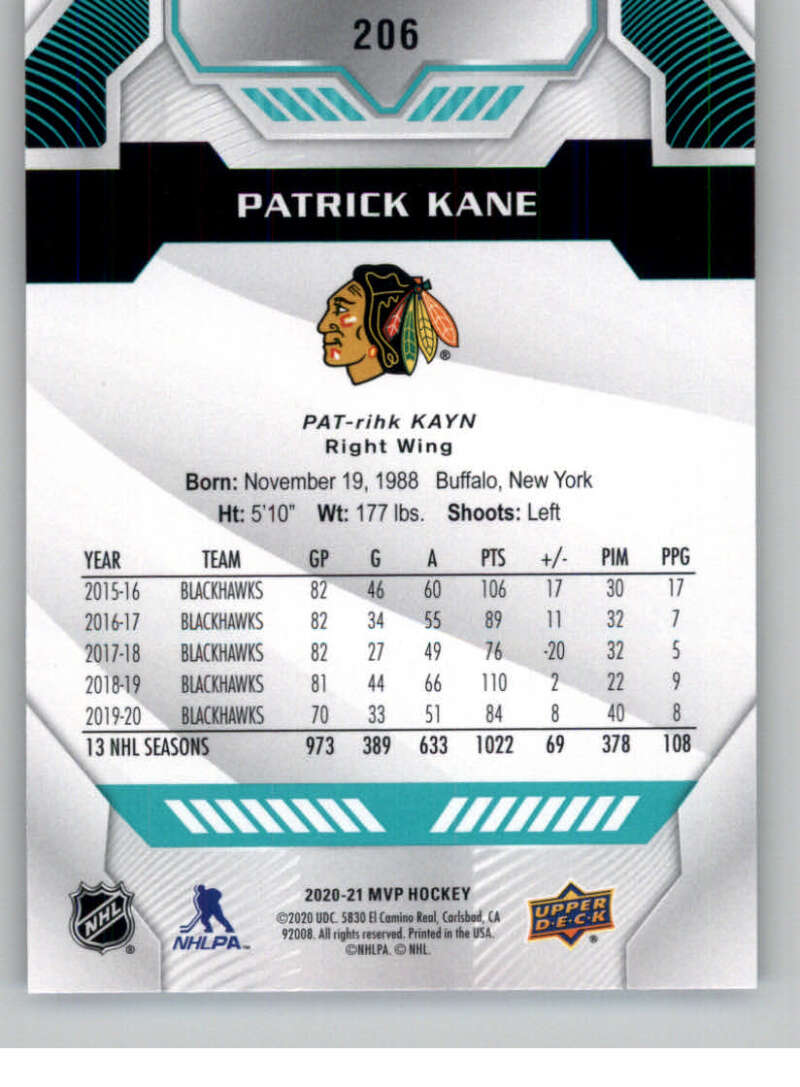 206
PATRICK KANE
®
PAT-rihk KAYN
Right Wing
Born: November 19, 1988 Buffalo, New York
Ht: 5'10" Wt: 177 lbs. Shoots: Left
YEAR TEAM GP G A PTS +/- PIM PPG
2015-16 BLACKHAWKS 82 46 60 106 17 30 17
2016-17 BLACKHAWKS 82 34 55 89 11 32 7
2017-18 BLACKHAWKS 82 27 49 76 -20 32 5
2018-19 BLACKHAWKS 81 44 66 110 2 22 9
2019-20 BLACKHAWKS 70 33 51 84 8 40 8
13 NHL SEASONS 973 389 633 1022 69 378 108
NHL ®
NHLPA™
2020-21 MVP HOCKEY
©2020 UDC. 5830 El Camino Real, Carlsbad, CA
92008. All rights reserved. Printed in the USA.
©NHLPA. © NHL.
UPPER
D·E·C·K ®